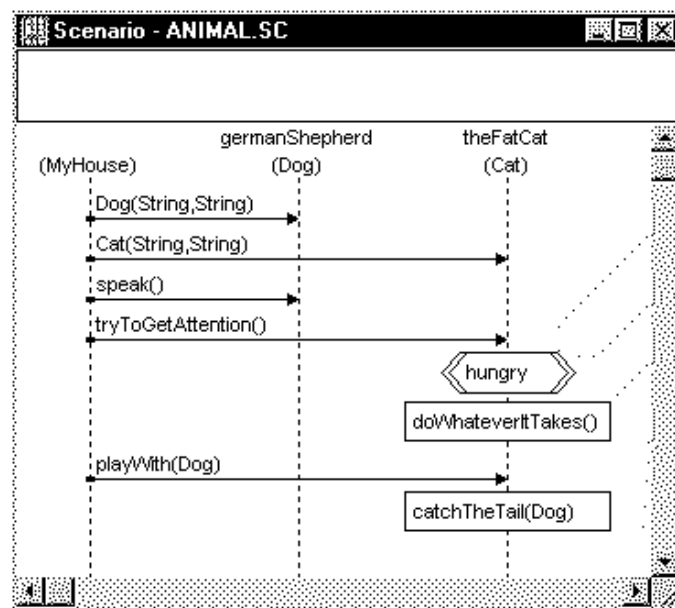 Scenario - ANIMAL.SC
germanShepherd theFatCat
(MyHouse) (Dog) (Cat)
Dog(String,String)
Cat(String,String)
speak()
tryToGetAttention()
hungry
doWhateverItTakes()
playWith(Dog)
catchTheTail(Dog)